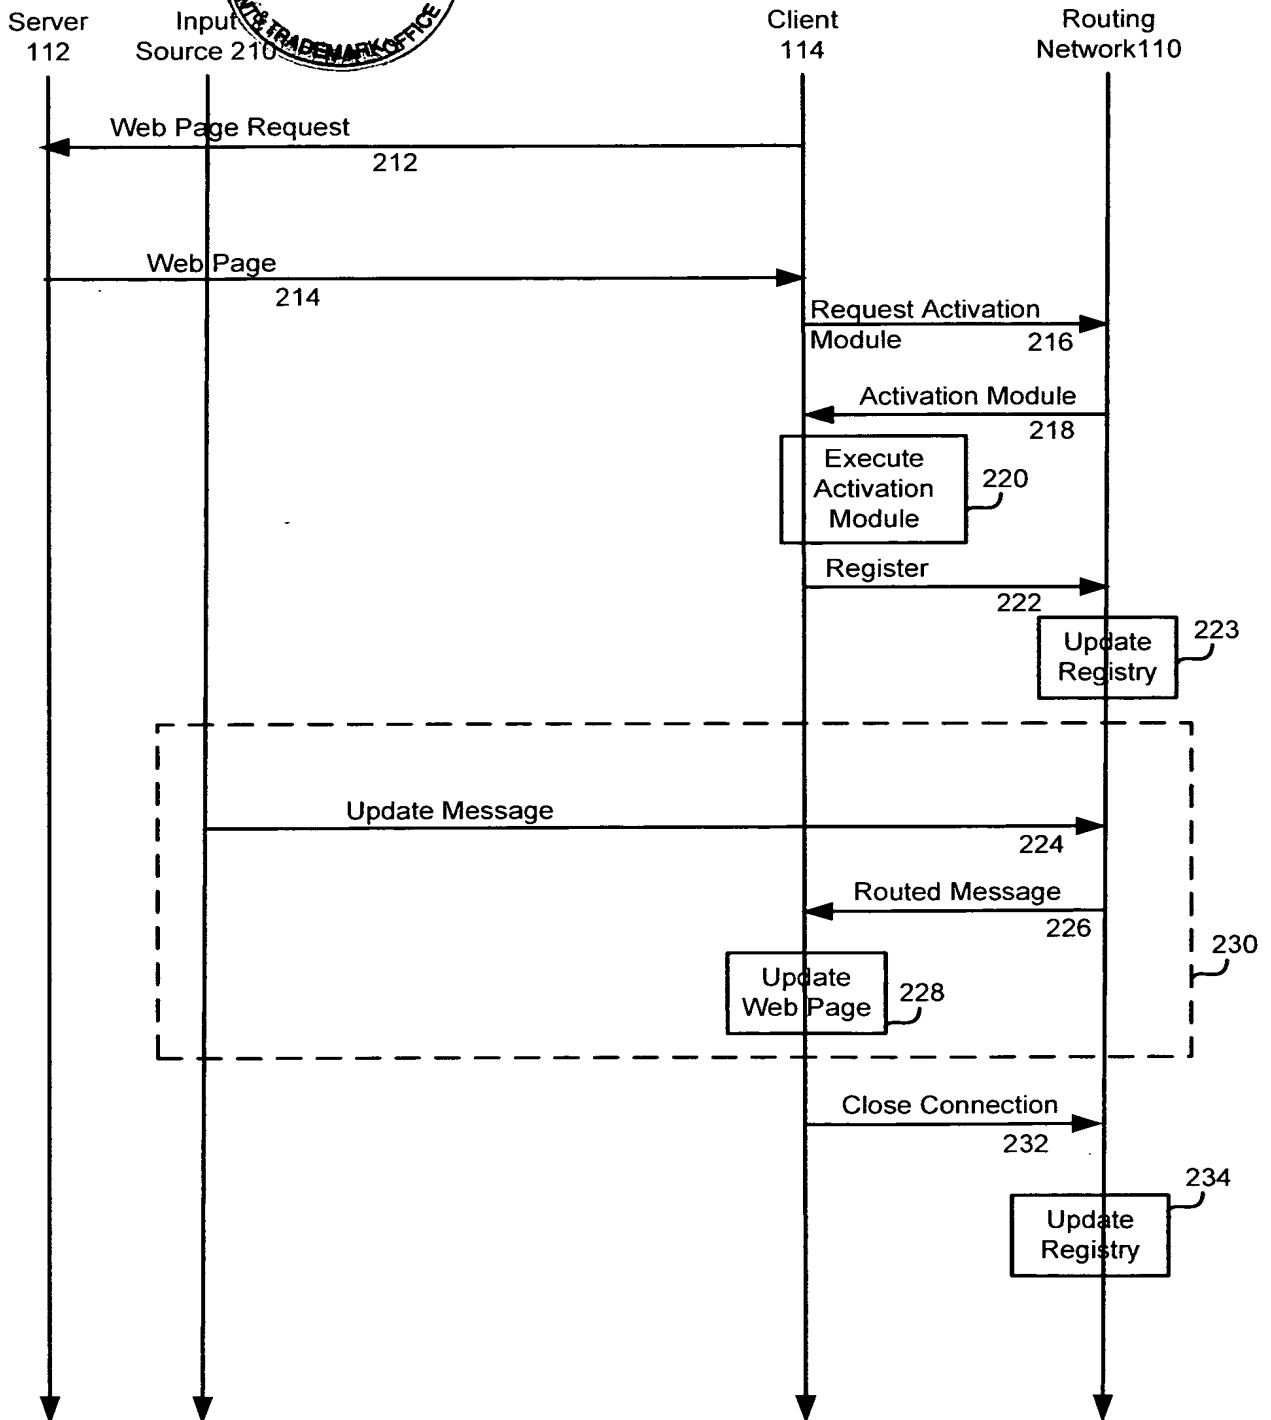 Server
112
Input
Source 210
& TRADEMARK OFFICE
Client
114
Routing
Network110
Web Page Request
212
Web Page
214
Request Activation
Module
216
Activation Module
218
Execute
Activation
Module
220
Register
222
Update
Registry
223
Update Message
224
Routed Message
226
Update
Web Page
228
230
Close Connection
232
Update
Registry
234